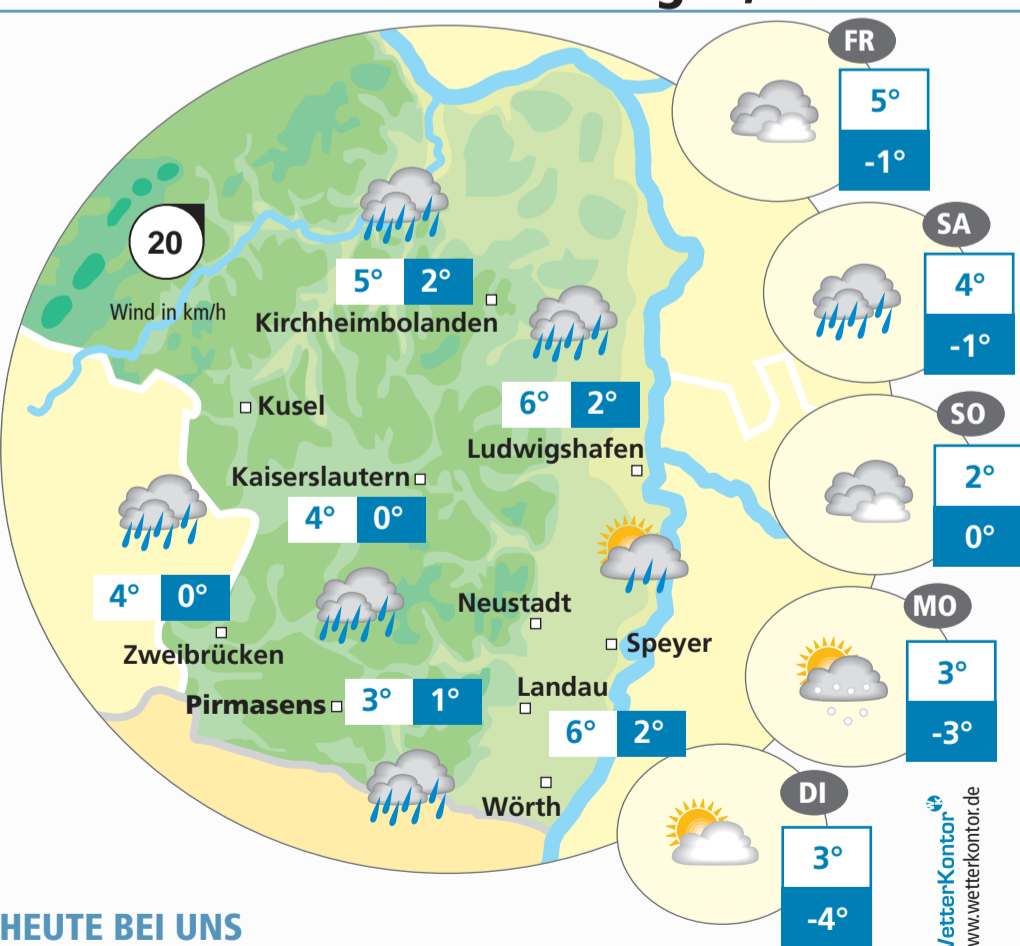 20
Wind in km/h
5° 2°
Kirchheimbolanden
6° 2°
Ludwigshafen
Kusel
Kaiserslautern
4° 0°
4° 0°
Zweibrücken
Neustadt
Speyer
Pirmasens 3° 1°
Landau
6° 2°
Wörth
FR
5°
-1°
SA
4°
-1°
SO
2°
0°
MO
3°
-3°
DI
3°
-4°
www.wetterkontor.de
HEUTE BEI UNS